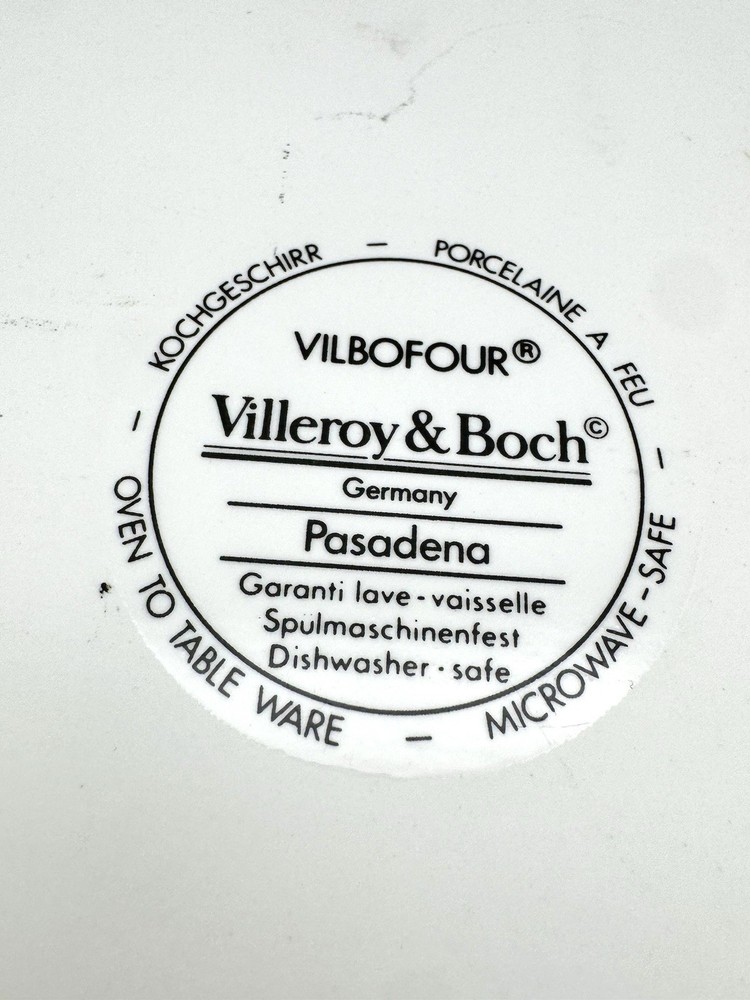 KOCHGESCHIRR – PORCELAINE A FEU –
MICROWAVE-SAFE –
OVEN TO TABLE WARE –
VILBOFOUR®
Villeroy & Boch©
Germany
Pasadena
Garanti lave-vaisselle
Spulmaschinenfest
Dishwasher-safe